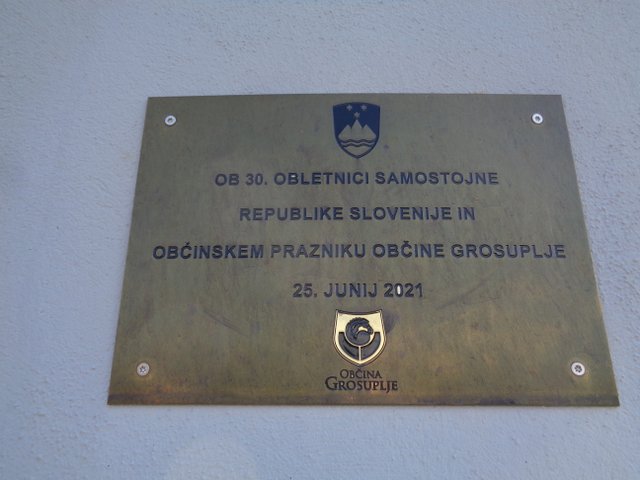 OB 30. OBLETNICI SAMOSTOJNE
REPUBLIKE SLOVENIJE IN
OBĆINSKEM PRAZNIKU OBČINE GROSUPLJE
25. JUNIJ 2021
OBČINA
GROSUPLJE